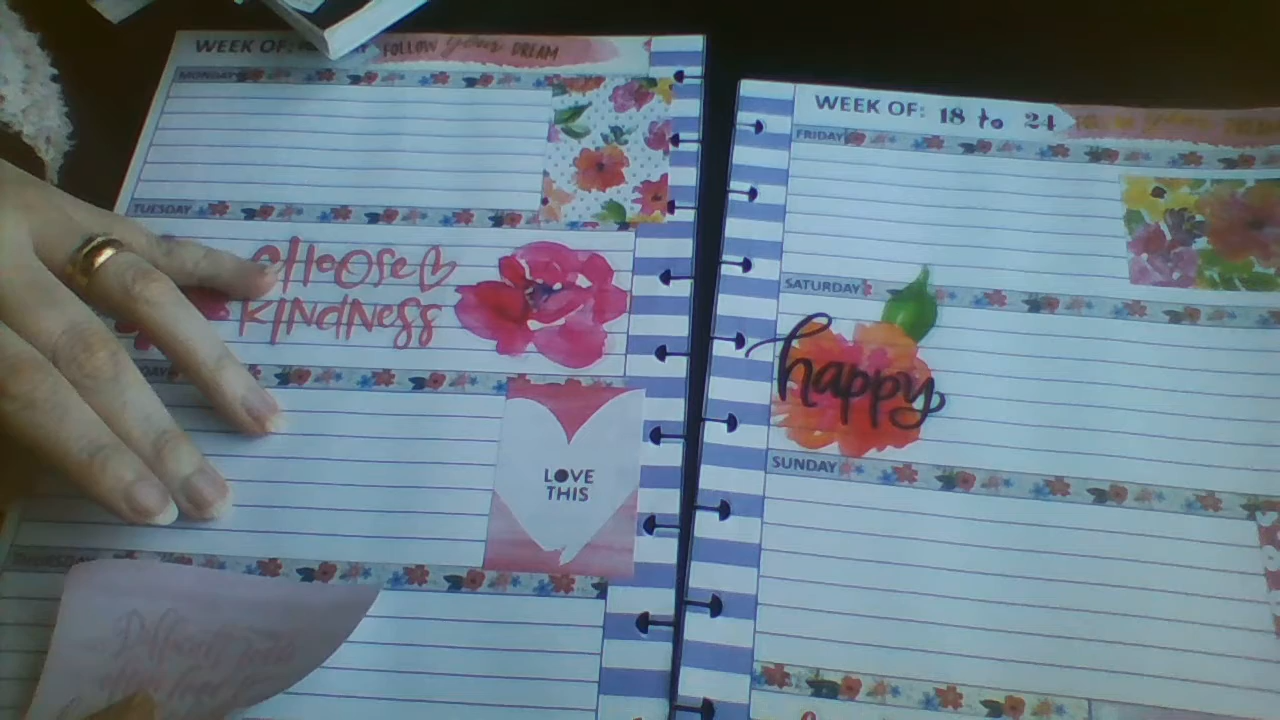 WEEK OF:
FOLLOW your DREAM
MONDAY
TUESDAY
CHOOSE
KINDNESS
LOVE
THIS
WEEK OF: 18 to 24
FRIDAY
SATURDAY
happy
SUNDAY